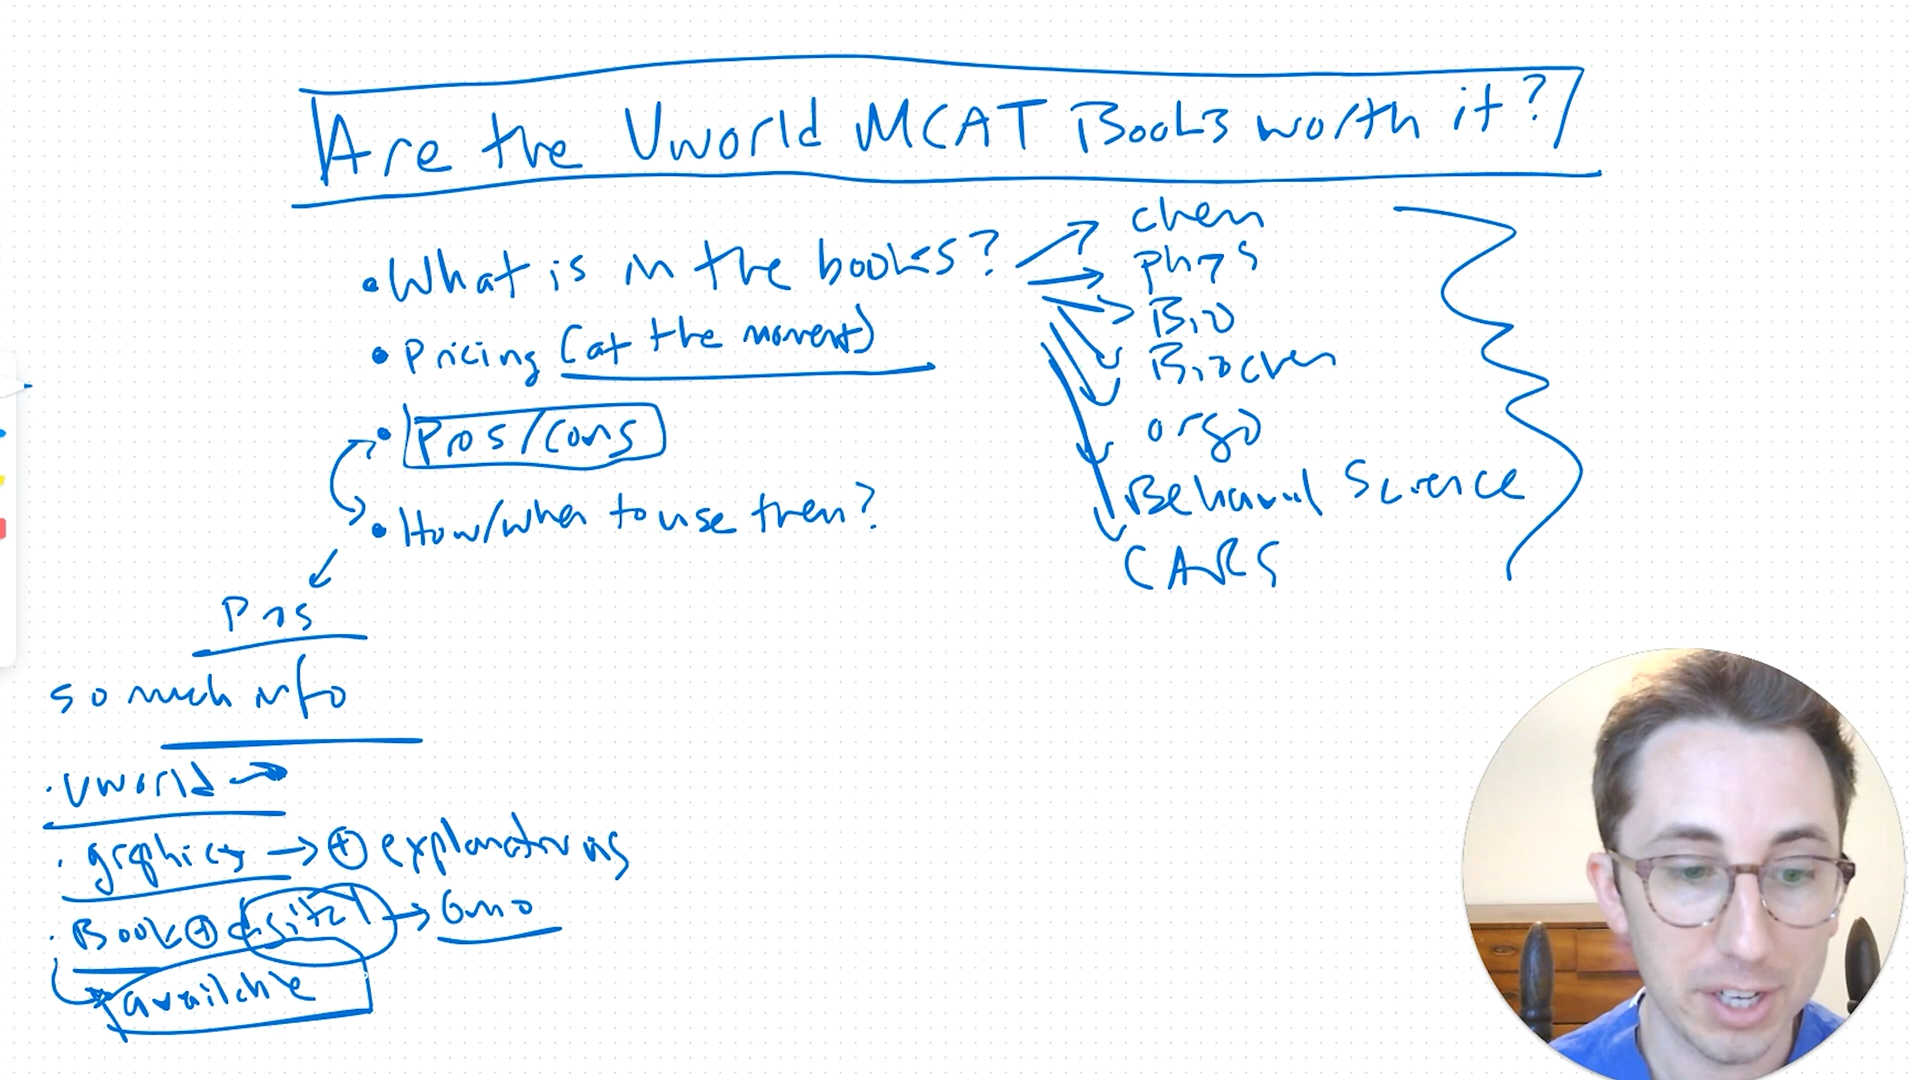 Are the Uworld MCAT Books worth it?
• What is in the books?
chem
phys
Bio
Biochem
orgo
Behavioral Science
CARS
• Pricing (at the moment)
• Pros/Cons
• How/when to use them?
Pros
so much info
• Uworld →
• graphics → + explanations
• Book + digital → 6mo
available